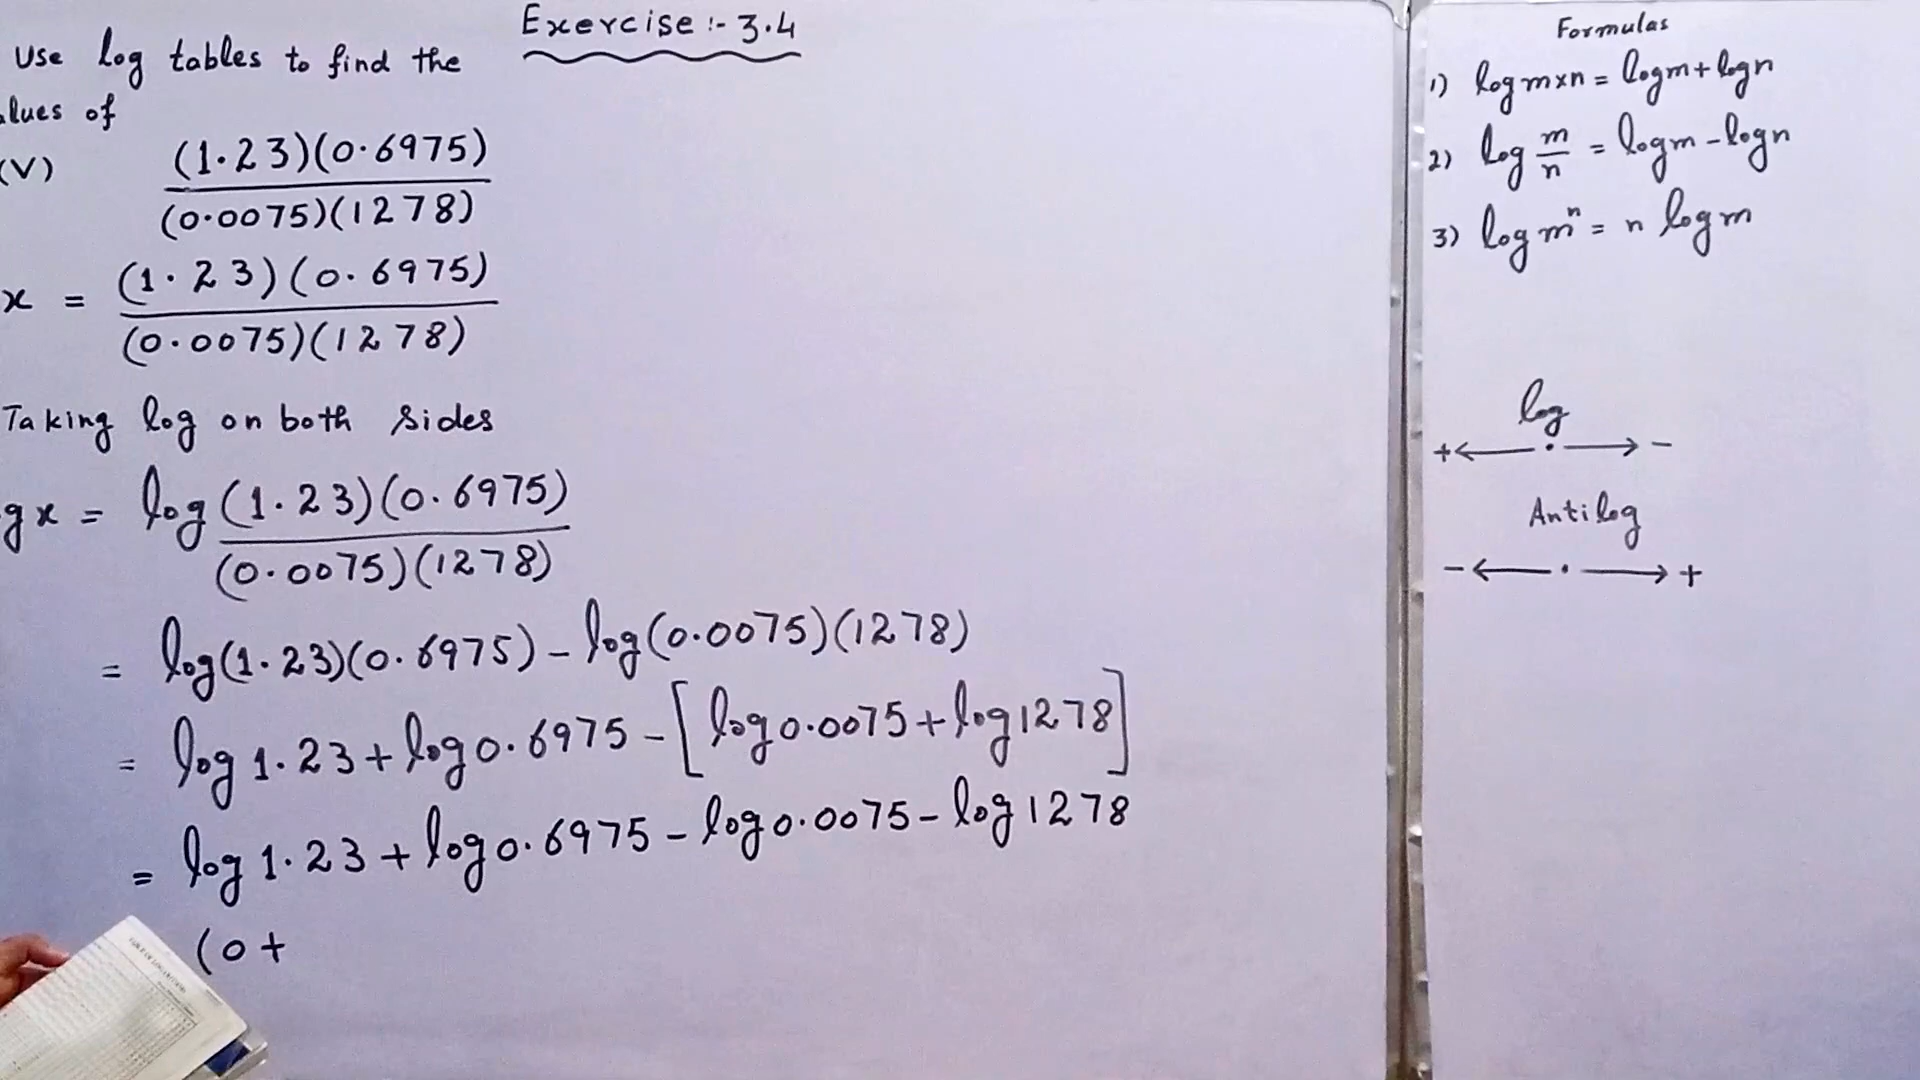 Exercise :- 3.4
Use log tables to find the
lues of
(V) (1.23)(0.6975)
(0.0075)(1278)
x = (1.23)(0.6975)
(0.0075)(1278)
Taking log on both sides
g x = log (1.23)(0.6975)
(0.0075)(1278)
= log(1.23)(0.6975) - log(0.0075)(1278)
= log 1.23 + log 0.6975 - [log 0.0075 + log 1278]
= log 1.23 + log 0.6975 - log 0.0075 - log 1278
(0 +
Formulas
1) log m×n = log m + log n
2) log m/n = log m - log n
3) log mⁿ = n log m
log
+ ← . → -
Antilog
- ← . → +